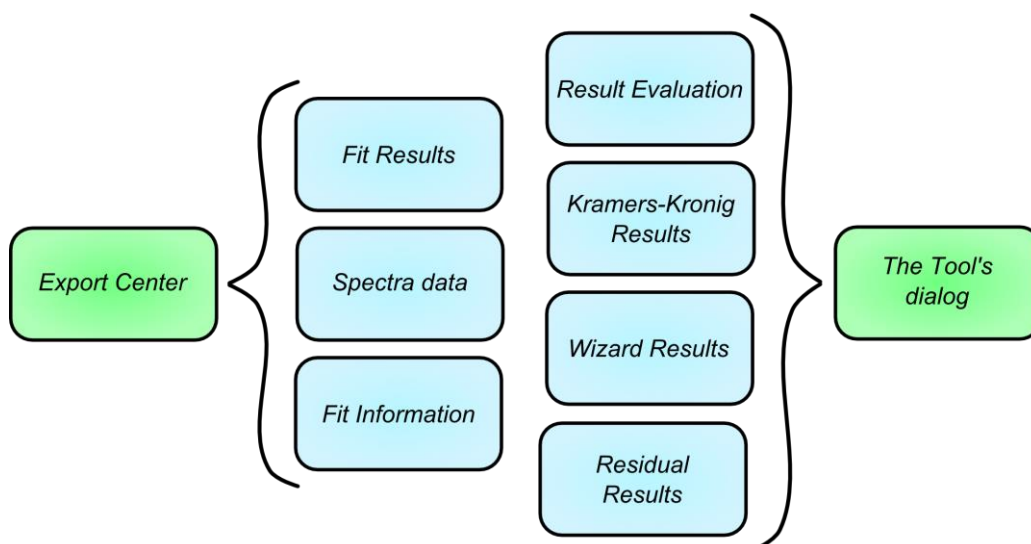 Export Center
Fit Results
Spectra data
Fit Information
Result Evaluation
Kramers-Kronig
Results
Wizard Results
Residual
Results
The Tool's
dialog